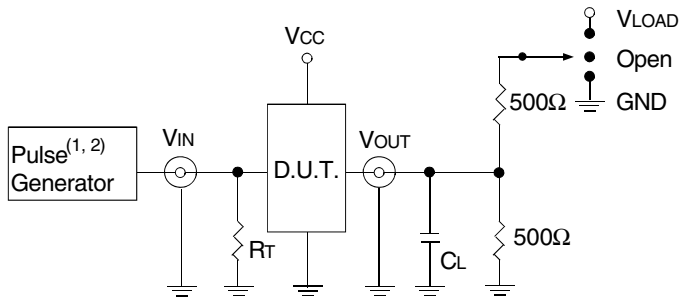 VLOAD
VCC
Open
500Ω
GND
VIN
VOUT
Pulse(1, 2)
Generator
D.U.T.
RT
CL
500Ω